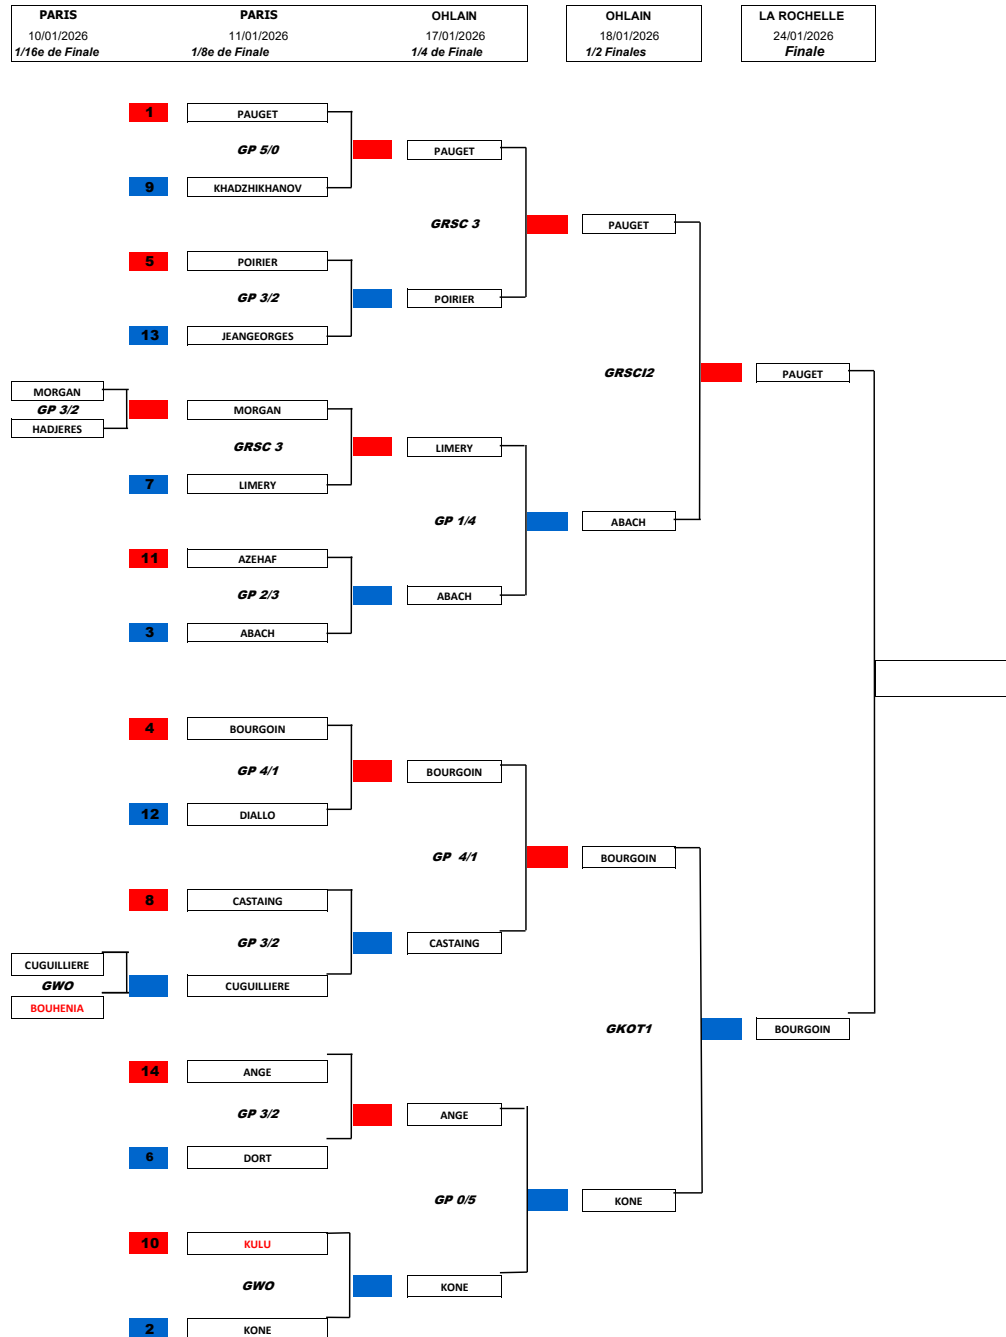 PARIS PARIS OHLAIN OHLAIN LA ROCHELLE
10/01/2026 11/01/2026 17/01/2026 18/01/2026 24/01/2026
1/16e de Finale 1/8e de Finale 1/4 de Finale 1/2 Finales Finale
1 PAUGET
GP 5/0 PAUGET
9 KHADZHIKHANOV
GRSC 3 PAUGET
5 POIRIER
GP 3/2 POIRIER
13 JEANGEORGES
GRSCI2 PAUGET
MORGAN
GP 3/2 MORGAN
HADJERES
GRSC 3 LIMERY
7 LIMERY
GP 1/4 ABACH
11 AZEHAF
GP 2/3 ABACH
3 ABACH
4 BOURGOIN
GP 4/1 BOURGOIN
12 DIALLO
GP 4/1 BOURGOIN
8 CASTAING
GP 3/2 CASTAING
CUGUILLIERE
GWO CUGUILLIERE
BOUHENIA
GKOT1 BOURGOIN
14 ANGE
GP 3/2 ANGE
6 DORT
GP 0/5 KONE
10 KULU
GWO KONE
2 KONE